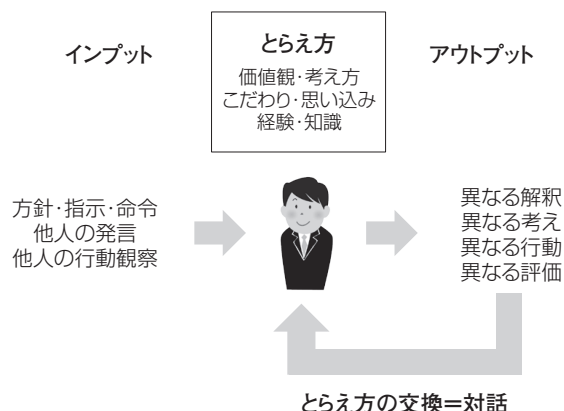 インプット
とらえ方
価値観・考え方
こだわり・思い込み
経験・知識
アウトプット
方針・指示・命令
他人の発言
他人の行動観察
異なる解釈
異なる考え
異なる行動
異なる評価
とらえ方の交換=対話